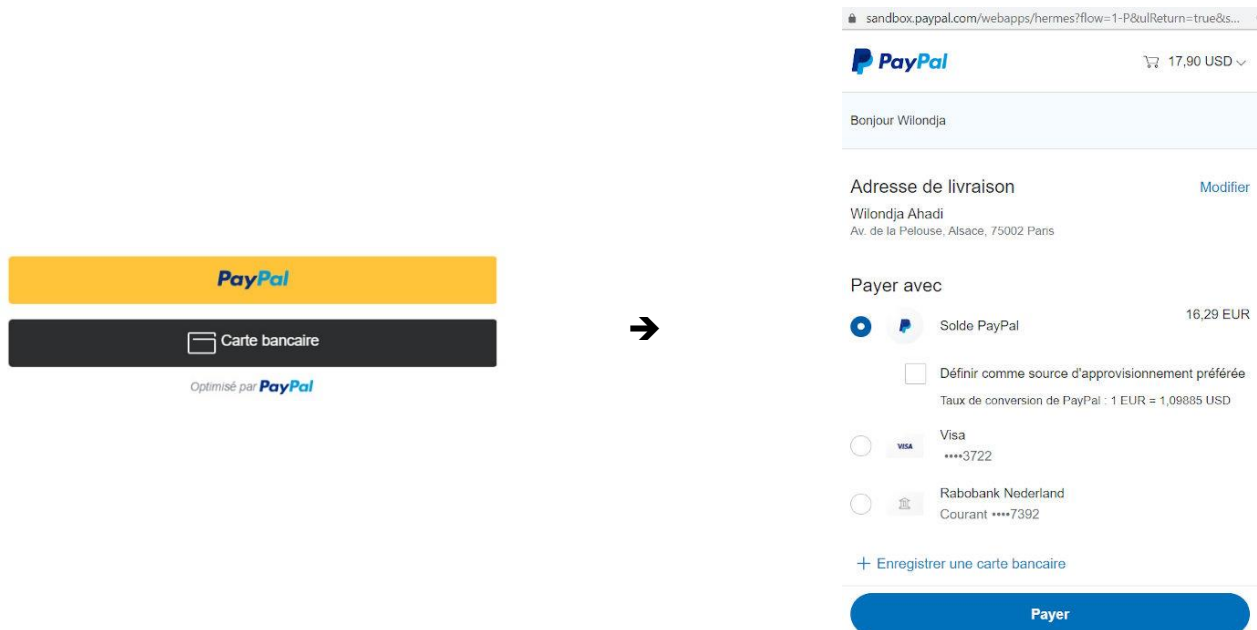 PayPal
Carte bancaire
Optimisé par PayPal
sandbox.paypal.com/webapps/hermes?flow=1-P&ulReturn=true&s...
PayPal 17,90 USD
Bonjour Wilondja
Adresse de livraison Modifier
Wilondja Ahadi
Av. de la Pelouse, Alsace, 75002 Paris
Payer avec
Solde PayPal 16,29 EUR
Définir comme source d'approvisionnement préférée
Taux de conversion de PayPal : 1 EUR = 1,09885 USD
VISA Visa
••••3722
Rabobank Nederland
Courant ••••7392
+ Enregistrer une carte bancaire
Payer